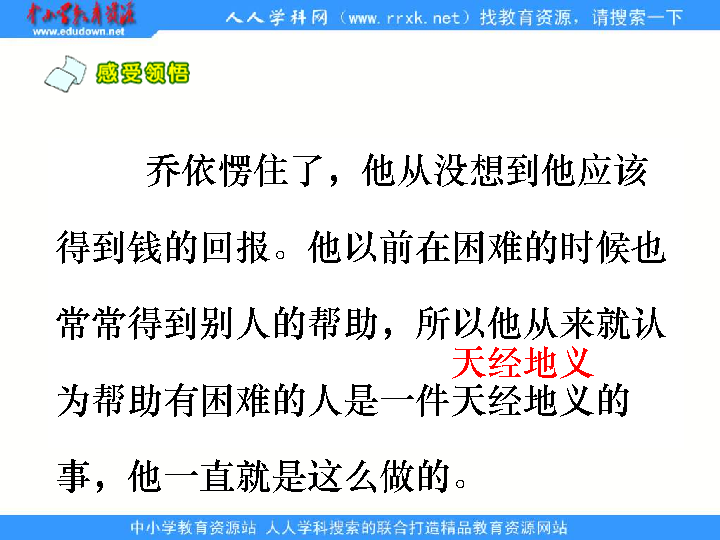 中小学教育资源
www.edudown.net
人人学科网（www.rrxk.net）找教育资源，请搜索一下
感受领悟
乔依愣住了，他从没想到他应该
得到钱的回报。他以前在困难的时候也
常常得到别人的帮助，所以他从来就认
天经地义
为帮助有困难的人是一件天经地义的
事，他一直就是这么做的。
中小学教育资源站 人人学科搜索的联合打造精品教育资源网站